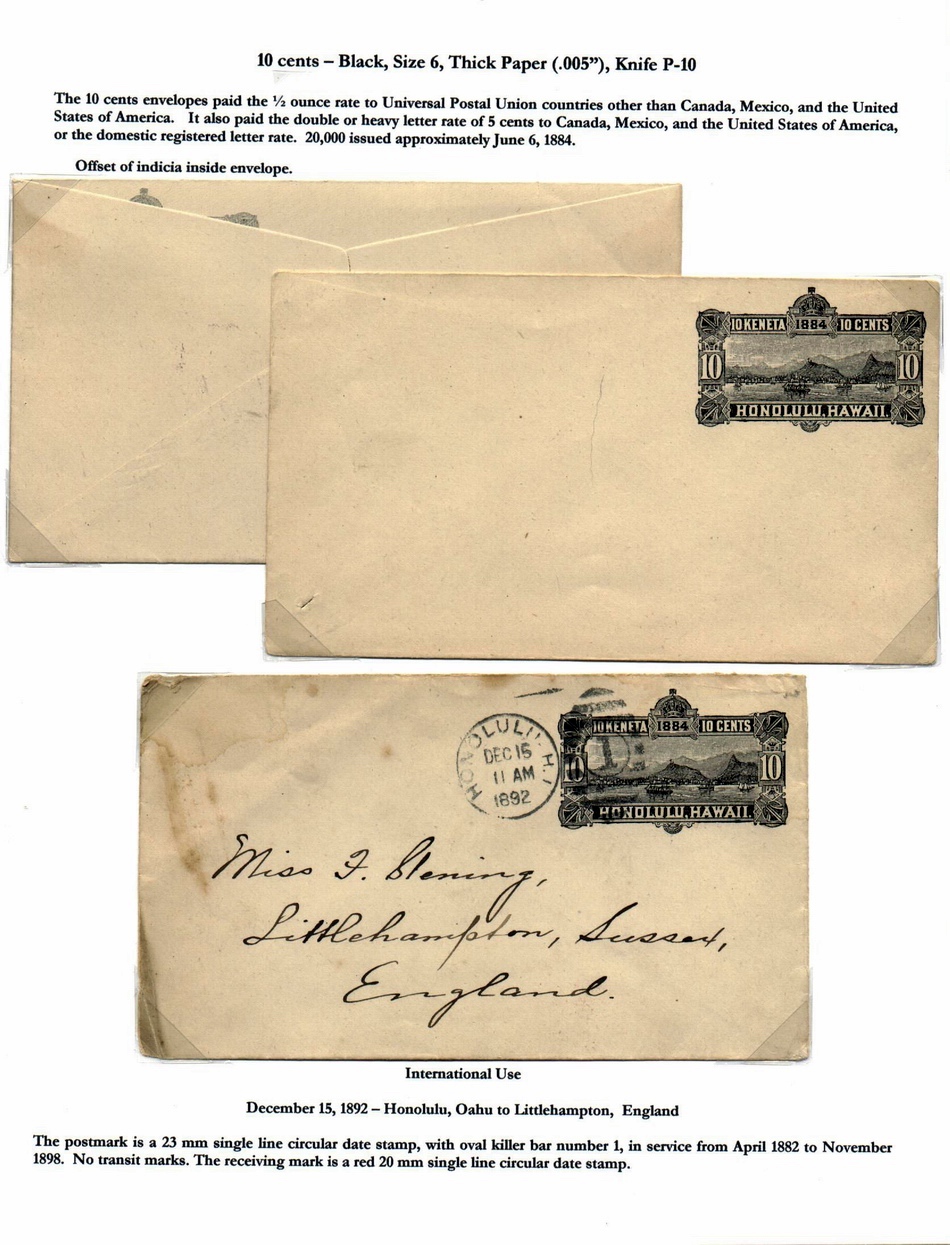 10 cents – Black, Size 6, Thick Paper (.005”), Knife P-10
The 10 cents envelopes paid the ½ ounce rate to Universal Postal Union countries other than Canada, Mexico, and the United
States of America. It also paid the double or heavy letter rate of 5 cents to Canada, Mexico, and the United States of America,
or the domestic registered letter rate. 20,000 issued approximately June 6, 1884.
Offset of indicia inside envelope.
10 KENETA 1884 10 CENTS
10 10
HONOLULU, HAWAII.
10 KENETA 1884 10 CENTS
10 10
HONOLULU, HAWAII.
HONOLULU. H.I
DEC 15
11 AM
1892
1
Miss F. Stening,
Littlehampton, Sussex,
England.
International Use
December 15, 1892 – Honolulu, Oahu to Littlehampton, England
The postmark is a 23 mm single line circular date stamp, with oval killer bar number 1, in service from April 1882 to November
1898. No transit marks. The receiving mark is a red 20 mm single line circular date stamp.